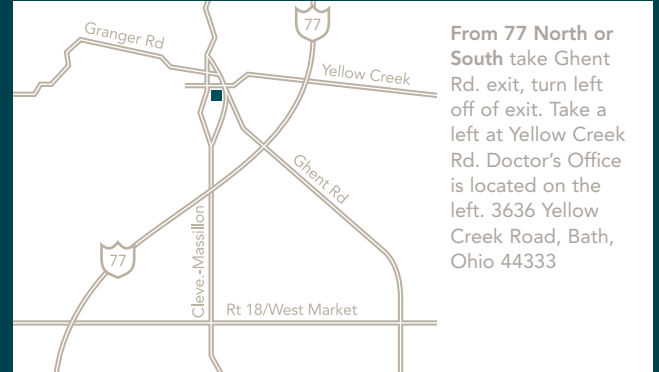 77
Granger Rd
Yellow Creek
Ghent Rd
Cleve.-Massillon
77
Rt 18/West Market
From 77 North or
South take Ghent
Rd. exit, turn left
off of exit. Take a
left at Yellow Creek
Rd. Doctor’s Office
is located on the
left. 3636 Yellow
Creek Road, Bath,
Ohio 44333